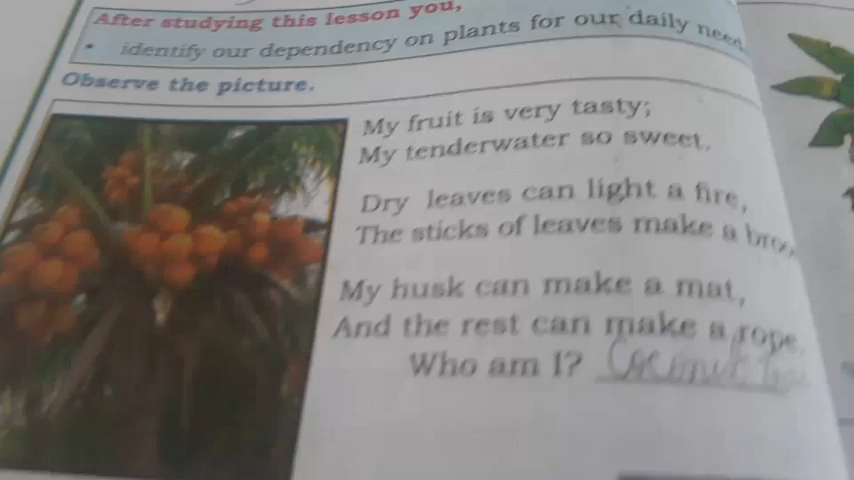 After studying this lesson you,
• identify our dependency on plants for our daily need
Observe the picture.
My fruit is very tasty;
My tenderwater so sweet.
Dry leaves can light a fire,
The sticks of leaves make a broo
My husk can make a mat,
And the rest can make a rope.
Who am I? Coconut